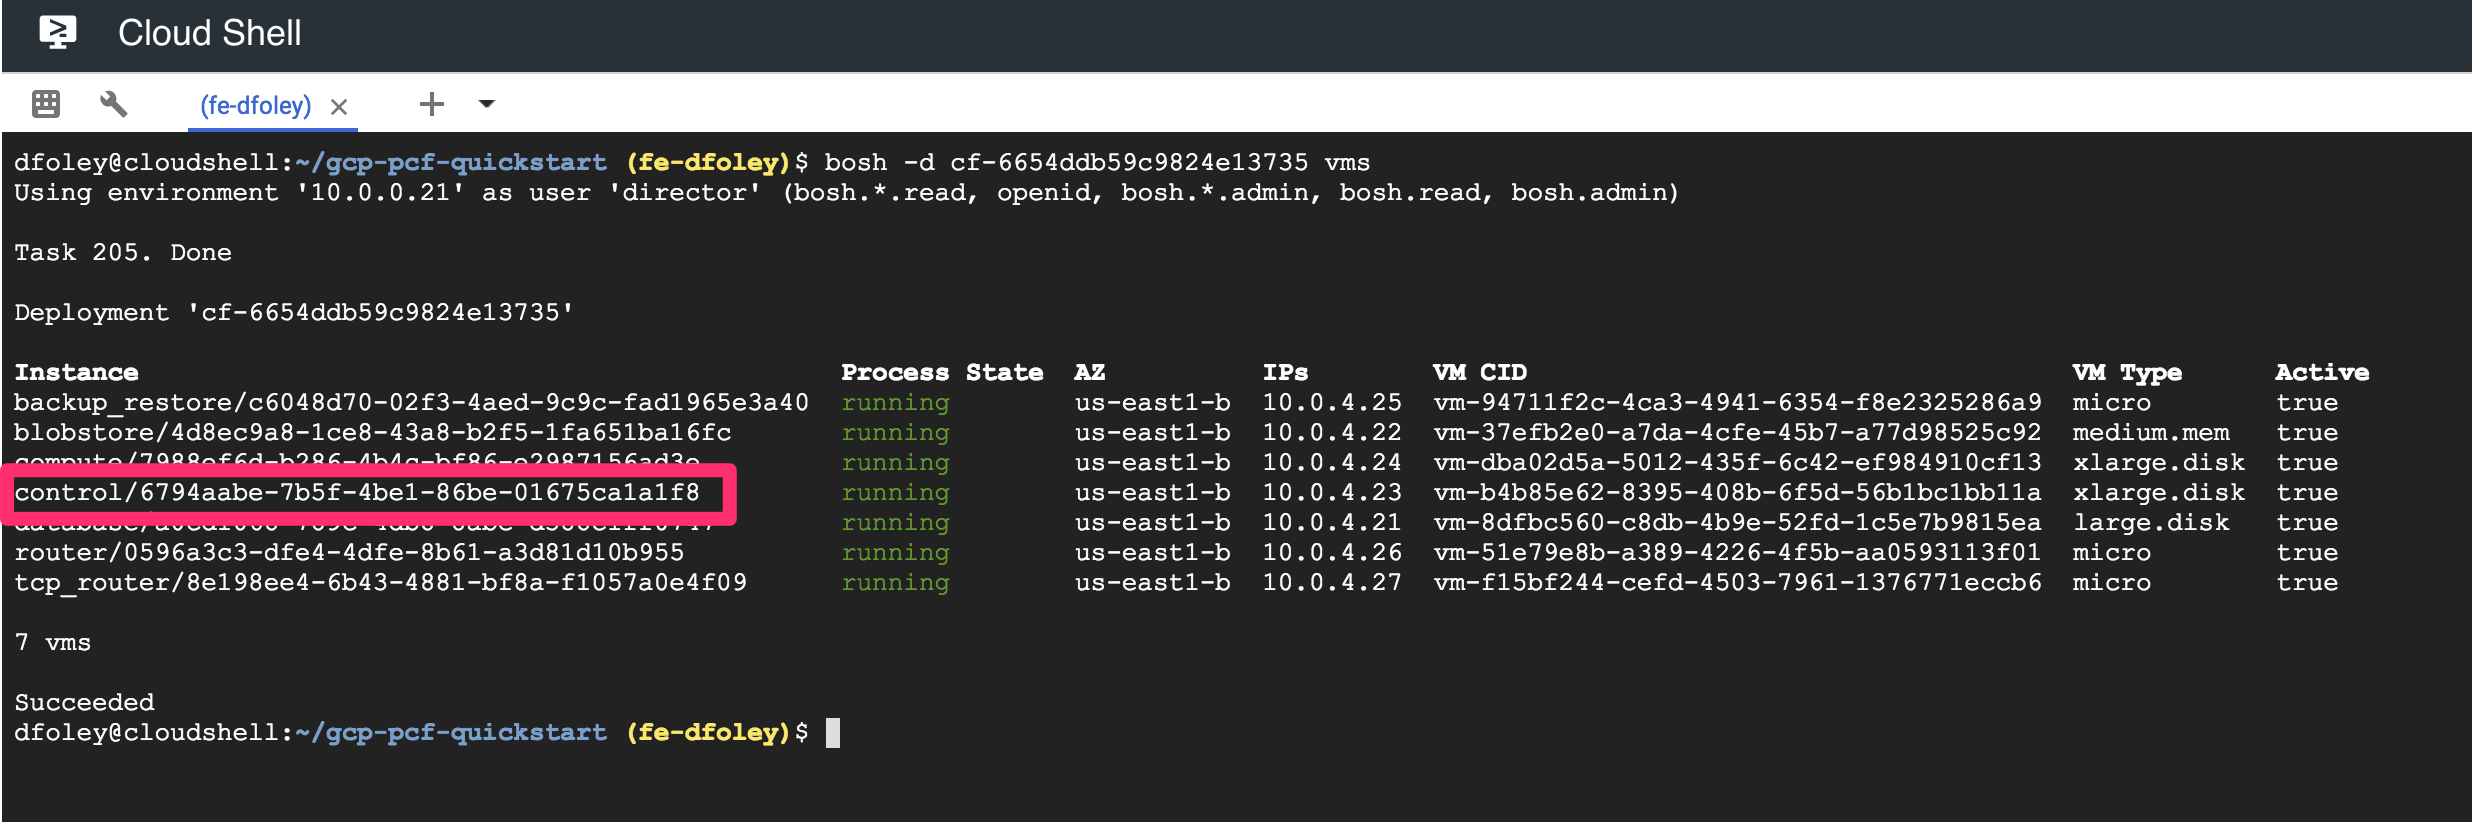 Cloud Shell
(fe-dfoley)
dfoley@cloudshell:~/gcp-pcf-quickstart (fe-dfoley)$ bosh -d cf-6654ddb59c9824e13735 vms
Using environment '10.0.0.21' as user 'director' (bosh.*.read, openid, bosh.*.admin, bosh.read, bosh.admin)
Task 205. Done
Deployment 'cf-6654ddb59c9824e13735'
Instance Process State AZ IPs VM CID VM Type Active
backup_restore/c6048d70-02f3-4aed-9c9c-fad1965e3a40 running us-east1-b 10.0.4.25 vm-94711f2c-4ca3-4941-6354-f8e2325286a9 micro true
blobstore/4d8ec9a8-1ce8-43a8-b2f5-1fa651ba16fc running us-east1-b 10.0.4.22 vm-37efb2e0-a7da-4cfe-45b7-a77d98525c92 medium.mem true
running us-east1-b 10.0.4.24 vm-dba02d5a-5012-435f-6c42-ef984910cf13 xlarge.disk true
control/6794aabe-7b5f-4be1-86be-01675ca1a1f8 running us-east1-b 10.0.4.23 vm-b4b85e62-8395-408b-6f5d-56b1bc1bb11a xlarge.disk true
running us-east1-b 10.0.4.21 vm-8dfbc560-c8db-4b9e-52fd-1c5e7b9815ea large.disk true
router/0596a3c3-dfe4-4dfe-8b61-a3d81d10b955 running us-east1-b 10.0.4.26 vm-51e79e8b-a389-4226-4f5b-aa0593113f01 micro true
tcp_router/8e198ee4-6b43-4881-bf8a-f1057a0e4f09 running us-east1-b 10.0.4.27 vm-f15bf244-cefd-4503-7961-1376771eccb6 micro true
7 vms
Succeeded
dfoley@cloudshell:~/gcp-pcf-quickstart (fe-dfoley)$